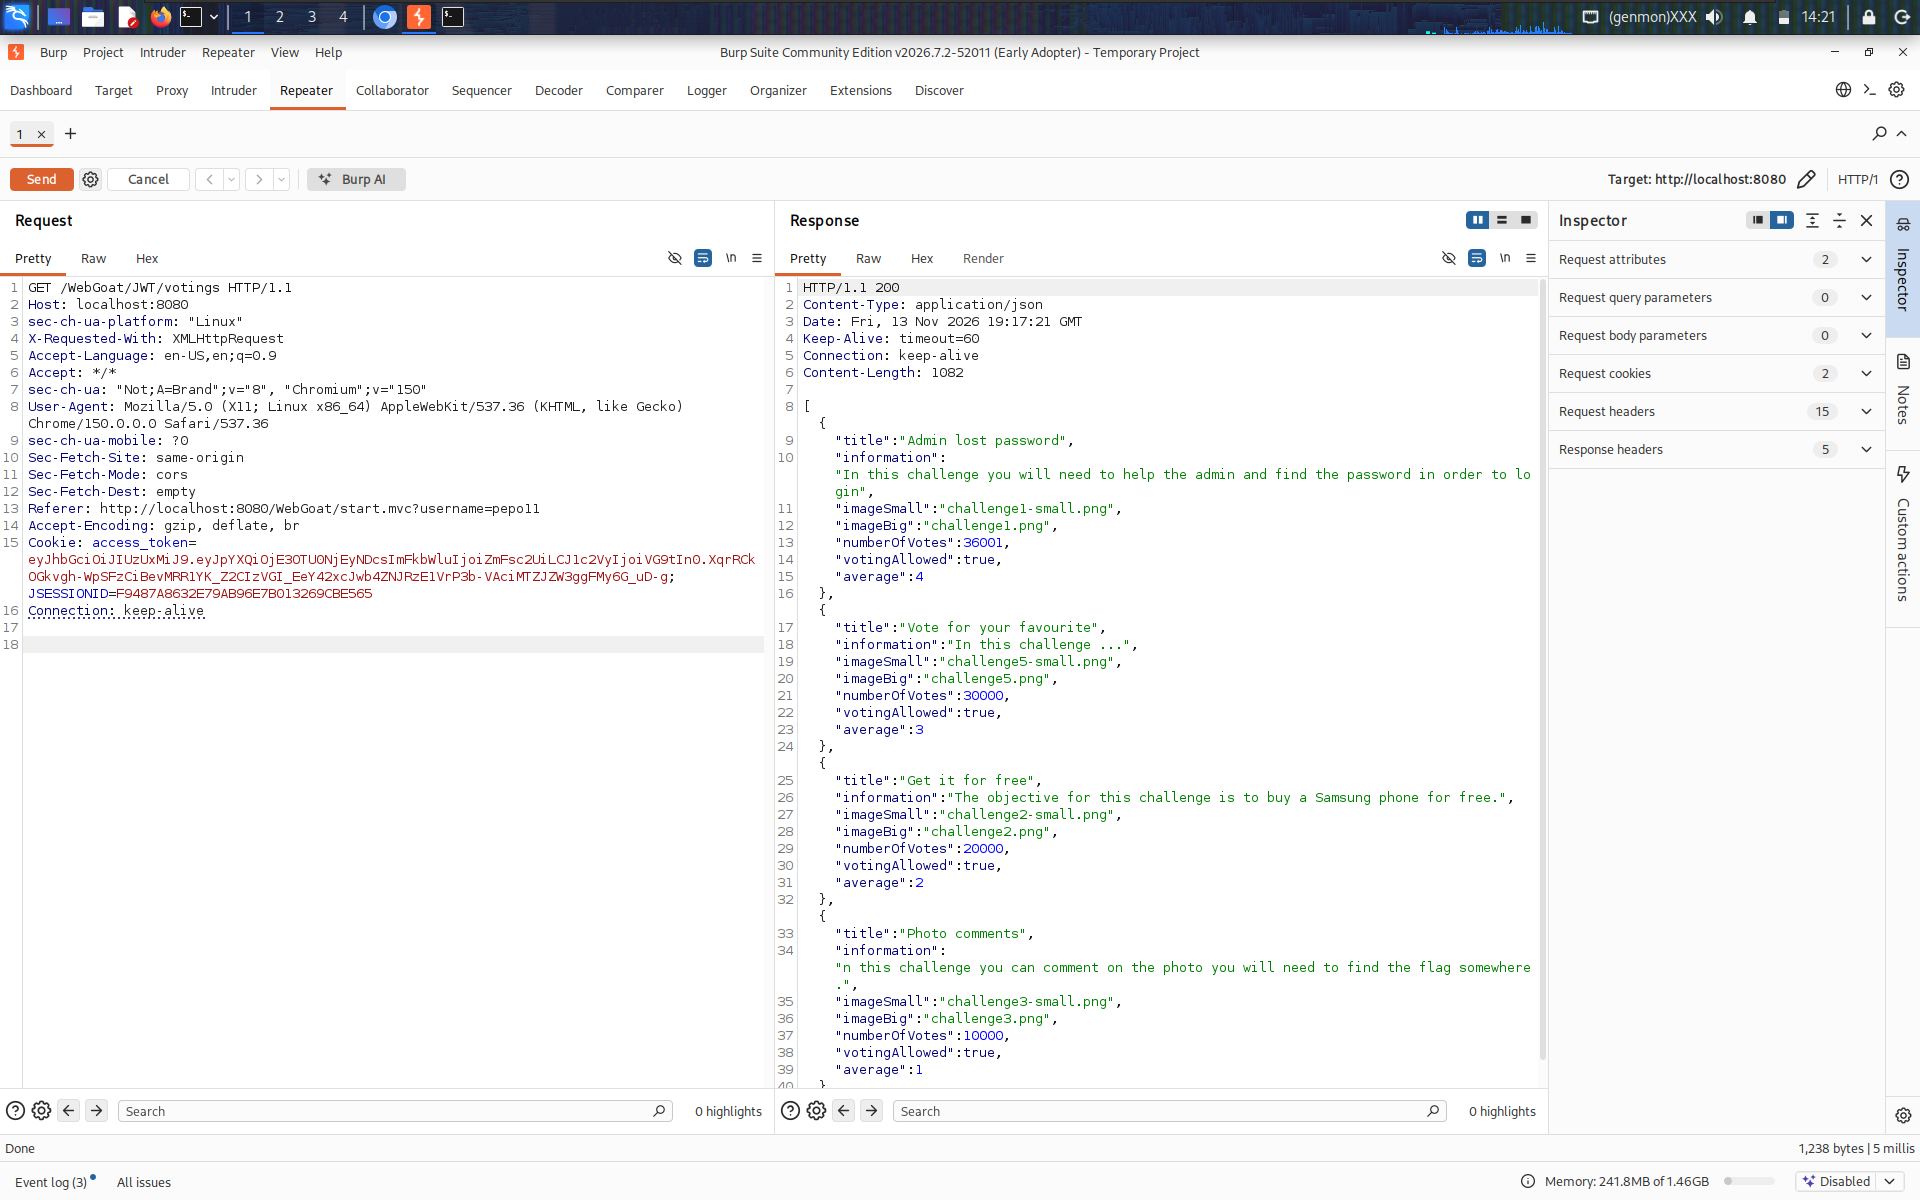 1 2 3 4 (genmon)XXX 14:21
Burp Project Intruder Repeater View Help Burp Suite Community Edition v2026.7.2-52011 (Early Adopter) - Temporary Project
Dashboard Target Proxy Intruder Repeater Collaborator Sequencer Decoder Comparer Logger Organizer Extensions Discover
1 × +
Send Cancel < > Burp AI Target: http://localhost:8080 HTTP/1
Request
Pretty Raw Hex \n
1 GET /WebGoat/JWT/votings HTTP/1.1
2 Host: localhost:8080
3 sec-ch-ua-platform: "Linux"
4 X-Requested-With: XMLHttpRequest
5 Accept-Language: en-US,en;q=0.9
6 Accept: */*
7 sec-ch-ua: "Not;A=Brand";v="8", "Chromium";v="150"
8 User-Agent: Mozilla/5.0 (X11; Linux x86_64) AppleWebKit/537.36 (KHTML, like Gecko)
Chrome/150.0.0.0 Safari/537.36
9 sec-ch-ua-mobile: ?0
10 Sec-Fetch-Site: same-origin
11 Sec-Fetch-Mode: cors
12 Sec-Fetch-Dest: empty
13 Referer: http://localhost:8080/WebGoat/start.mvc?username=pepo11
14 Accept-Encoding: gzip, deflate, br
15 Cookie: access_token=
eyJhbGciOiJIUzUxMiJ9.eyJpYXQiOjE3OTU0NjEyNDcsImFkbWluIjoiZmFsc2UiLCJ1c2VyIjoiVG9tIn0.XqrRCk
OGkvgh-WpSFzCiBevMRR1YK_Z2CIzVGI_EeY42xcJwb4ZNJRzE1VrP3b-VAciMTZJZW3ggFMy6G_uD-g;
JSESSIONID=F9487A8632E79AB96E7B013269CBE565
16 Connection: keep-alive
17
18
Search 0 highlights
Response
Pretty Raw Hex Render \n
1 HTTP/1.1 200
2 Content-Type: application/json
3 Date: Fri, 13 Nov 2026 19:17:21 GMT
4 Keep-Alive: timeout=60
5 Connection: keep-alive
6 Content-Length: 1082
7
8 [
{
9 "title":"Admin lost password",
10 "information":
"In this challenge you will need to help the admin and find the password in order to lo
gin",
11 "imageSmall":"challenge1-small.png",
12 "imageBig":"challenge1.png",
13 "numberOfVotes":36001,
14 "votingAllowed":true,
15 "average":4
16 },
{
17 "title":"Vote for your favourite",
18 "information":"In this challenge ...",
19 "imageSmall":"challenge5-small.png",
20 "imageBig":"challenge5.png",
21 "numberOfVotes":30000,
22 "votingAllowed":true,
23 "average":3
24 },
{
25 "title":"Get it for free",
26 "information":"The objective for this challenge is to buy a Samsung phone for free.",
27 "imageSmall":"challenge2-small.png",
28 "imageBig":"challenge2.png",
29 "numberOfVotes":20000,
30 "votingAllowed":true,
31 "average":2
32 },
{
33 "title":"Photo comments",
34 "information":
"n this challenge you can comment on the photo you will need to find the flag somewhere
.",
35 "imageSmall":"challenge3-small.png",
36 "imageBig":"challenge3.png",
37 "numberOfVotes":10000,
38 "votingAllowed":true,
39 "average":1
40 }
Search 0 highlights
Inspector
Request attributes 2
Request query parameters 0
Request body parameters 0
Request cookies 2
Request headers 15
Response headers 5
Inspector
Notes
Custom actions
Done 1,238 bytes | 5 millis
Event log (3) All issues Memory: 241.8MB of 1.46GB Disabled